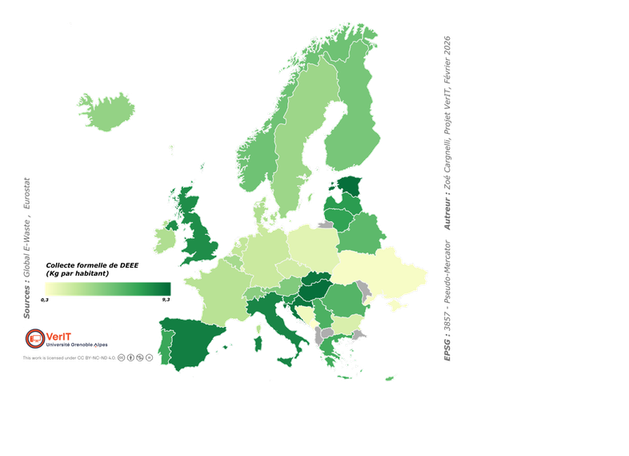 Sources : Global E-Waste , Eurostat
Collecte formelle de DEEE
(Kg par habitant)
0,3
9,3
VerIT
Université Grenoble Alpes
This work is licensed under CC BY-NC-ND 4.0
EPSG : 3857 - Pseudo-Mercator
Autreur : Zoé Cargnelli, Projet VerIT, Février 2026